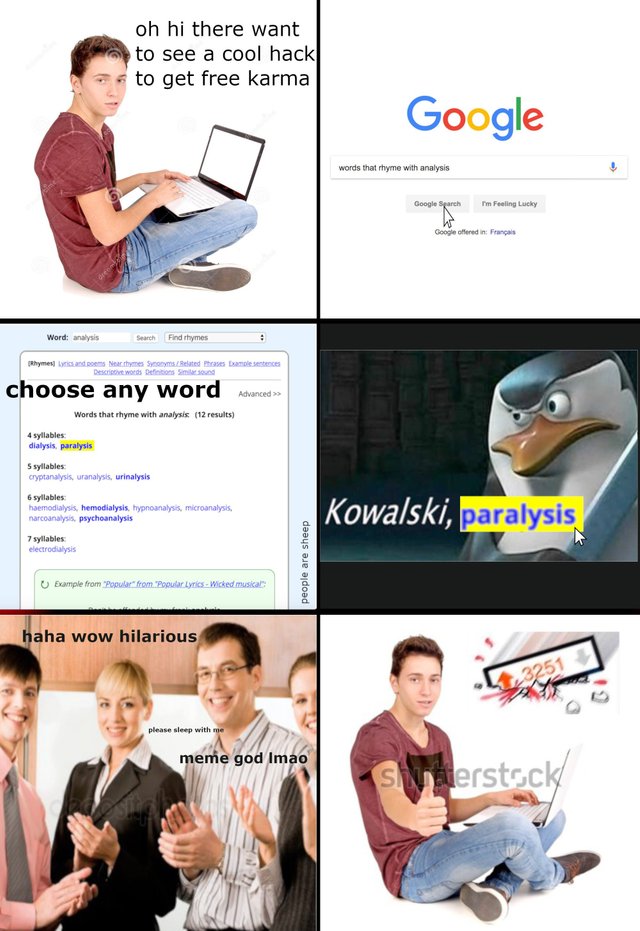 oh hi there want
to see a cool hack
to get free karma
Google
words that rhyme with analysis
Google Search
I'm Feeling Lucky
Google offered in: Français
Word: analysis Search Find rhymes
[Rhymes] Lyrics and poems Near rhymes Synonyms / Related Phrases Example sentences
Descriptive words Definitions Similar sound
choose any word
Advanced >>
Words that rhyme with analysis: (12 results)
4 syllables:
dialysis, paralysis
5 syllables:
cryptanalysis, uranalysis, urinalysis
6 syllables:
haemodialysis, hemodialysis, hypnoanalysis, microanalysis,
narcoanalysis, psychoanalysis
7 syllables:
electrodialysis
Example from "Popular" from "Popular Lyrics - Wicked musical":
people are sheep
Kowalski, paralysis
haha wow hilarious
please sleep with me
meme god lmao
3251
shutterstock